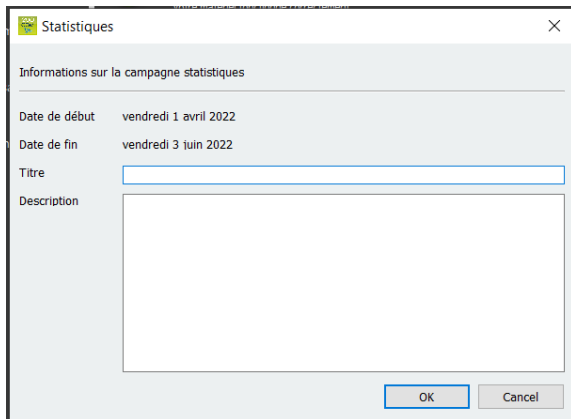 Statistiques
Informations sur la campagne statistiques
Date de début vendredi 1 avril 2022
Date de fin vendredi 3 juin 2022
Titre
Description
OK Cancel